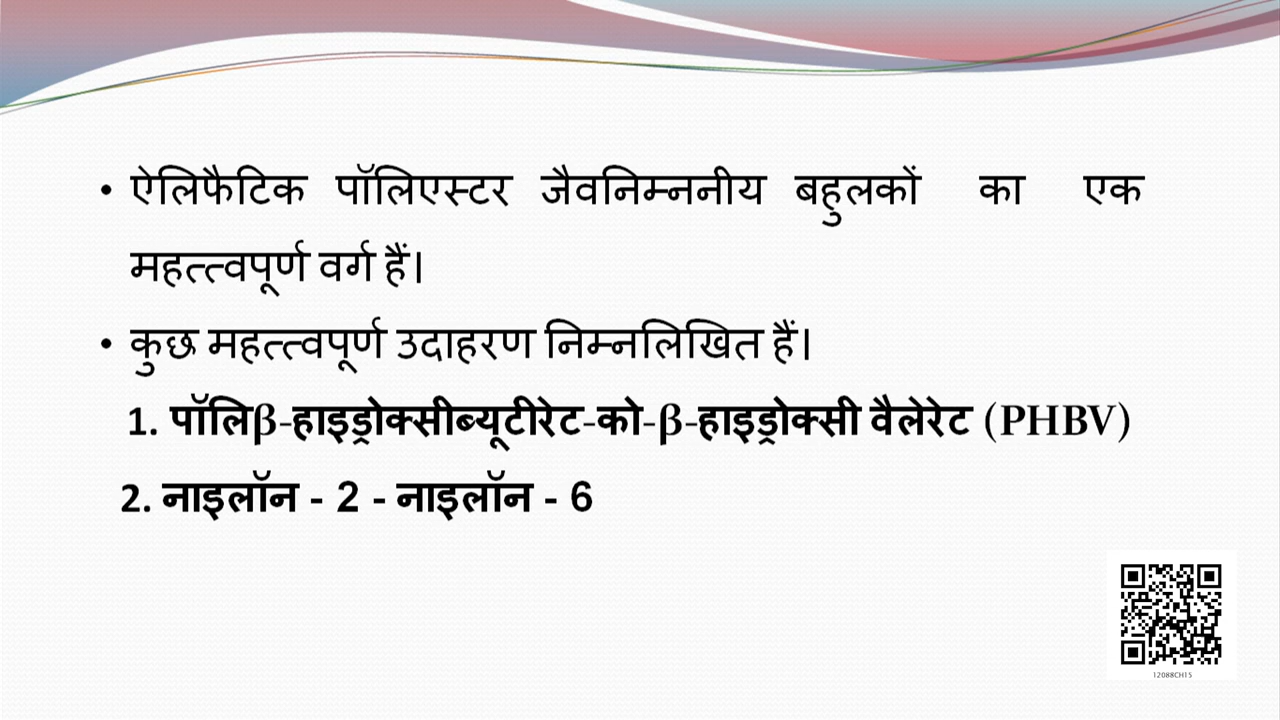 • ऐलिफैटिक पॉलिएस्टर जैवनिम्ननीय बहुलकों का एक
महत्त्वपूर्ण वर्ग हैं।
• कुछ महत्त्वपूर्ण उदाहरण निम्नलिखित हैं।
1. पॉलिβ-हाइड्रोक्सीब्यूटीरेट-को-β-हाइड्रोक्सी वैलेरेट (PHBV)
2. नाइलॉन - 2 - नाइलॉन - 6
12088CH15